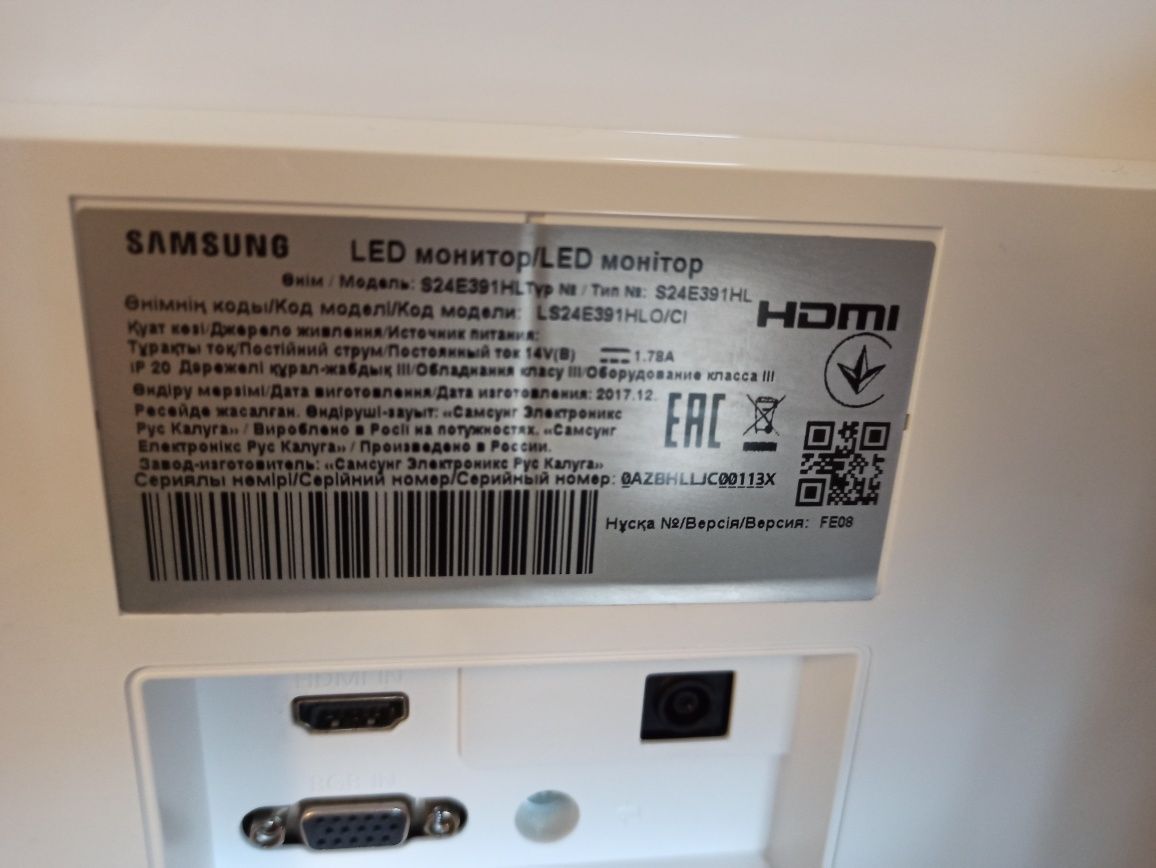 SAMSUNG LED монитор/LED монітор
Өнім / Модель: S24E391HL Typ № / Тип №: S24E391HL
Өнімнің коды/Код моделі/Код модели: LS24E391HLO/CI
HDMI
Қуат көзі/Джерело живлення/Источник питания:
Тұрақты ток/Постійний струм/Постоянный ток 14V(B) 1.78A
IP 20 Дәрежелі құрал-жабдық III/Обладнання класу III/Оборудование класса III
Өндіру мерзімі/Дата виготовлення/Дата изготовления: 2017.12.
Ресейде жасалған. Өндіруші-зауыт: «Самсунг Электроникс
Рус Калуга» / Вироблено в Росії на потужностях. «Самсунг
Електронікс Рус Калуга» / Произведено в России.
Завод-изготовитель: «Самсунг Электроникс Рус Калуга»
EAC
Сериялы нөмірі/Серійний номер/Серийный номер: 0AZBHLLJC00113X
Нұсқа №/Версія/Версия: FE08
HDMI IN
RGB IN